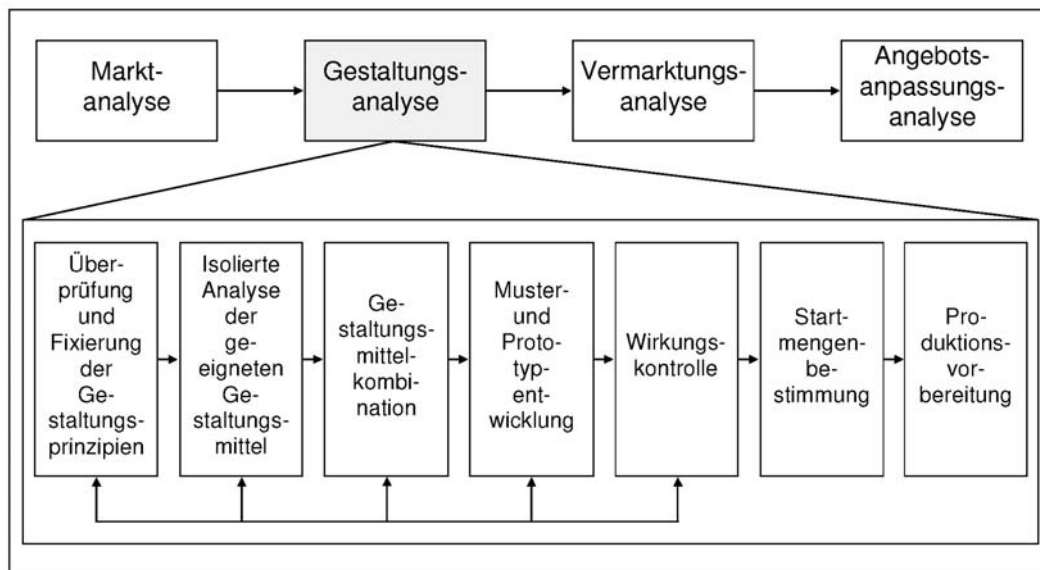 Markt-
analyse
Gestaltungs-
analyse
Vermarktungs-
analyse
Angebots-
anpassungs-
analyse
Über-
prüfung
und
Fixierung
der
Ge-
staltungs-
prinzipien
Isolierte
Analyse
der
ge-
eigneten
Ge-
staltungs-
mittel
Ge-
staltungs-
mittel-
kombi-
nation
Muster-
und
Proto-
typ-
ent-
wicklung
Wirkungs-
kontrolle
Start-
mengen-
be-
stimmung
Pro-
duktions-
vor-
bereitung